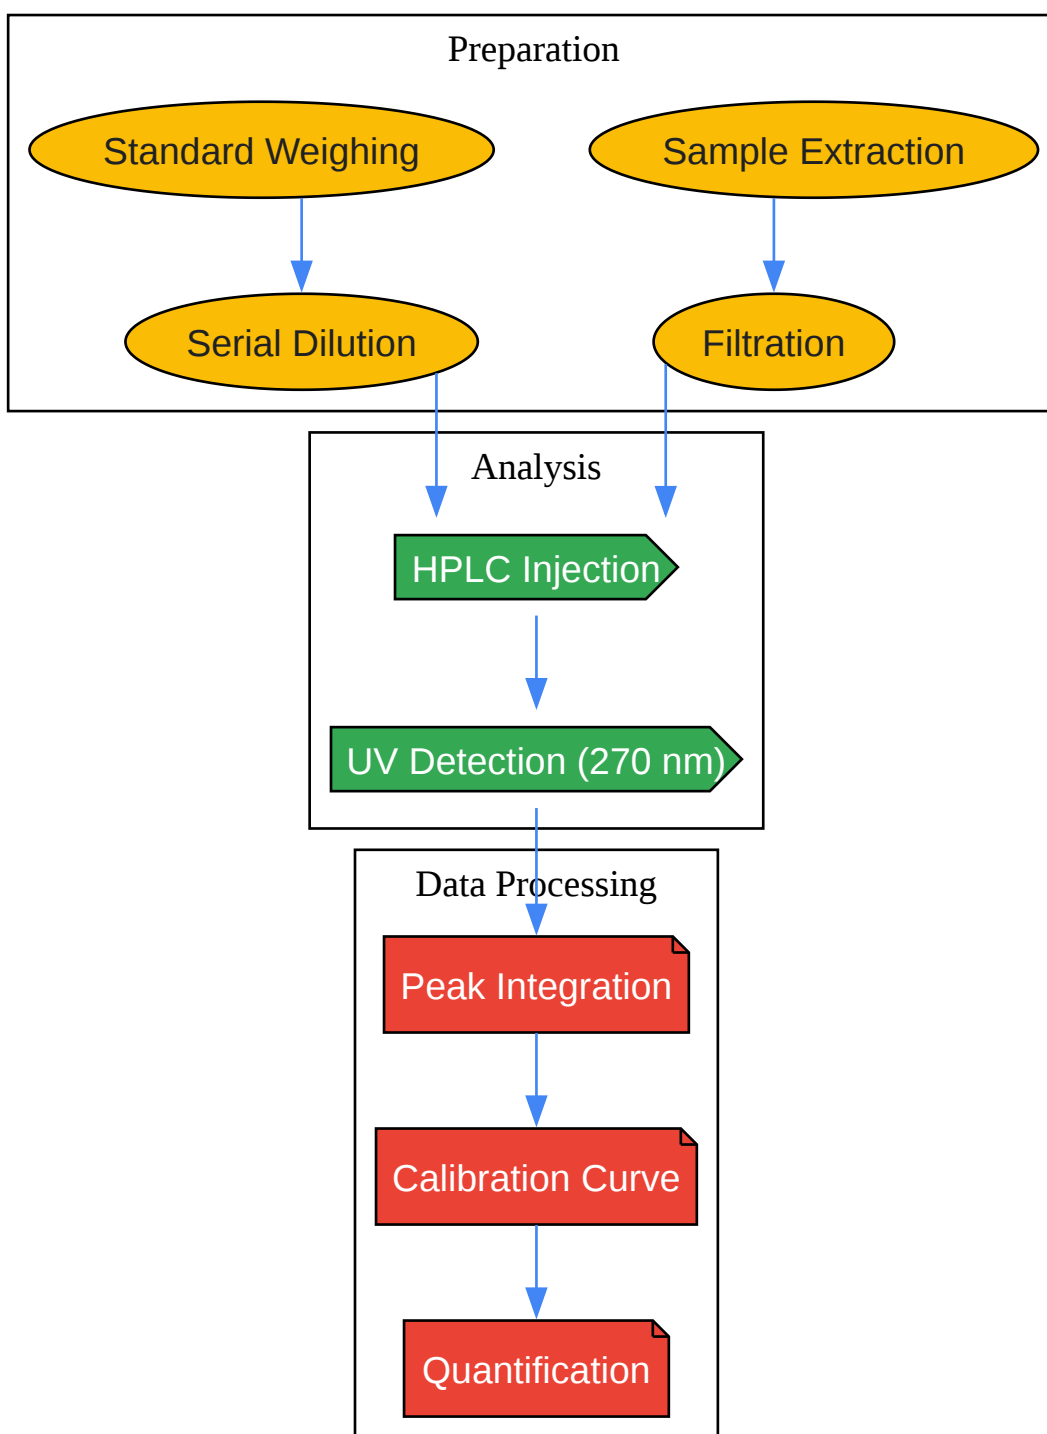 Preparation
Standard Weighing
Sample Extraction
Serial Dilution
Filtration
Analysis
HPLC Injection
UV Detection (270 nm)
Data Processing
Peak Integration
Calibration Curve
Quantification